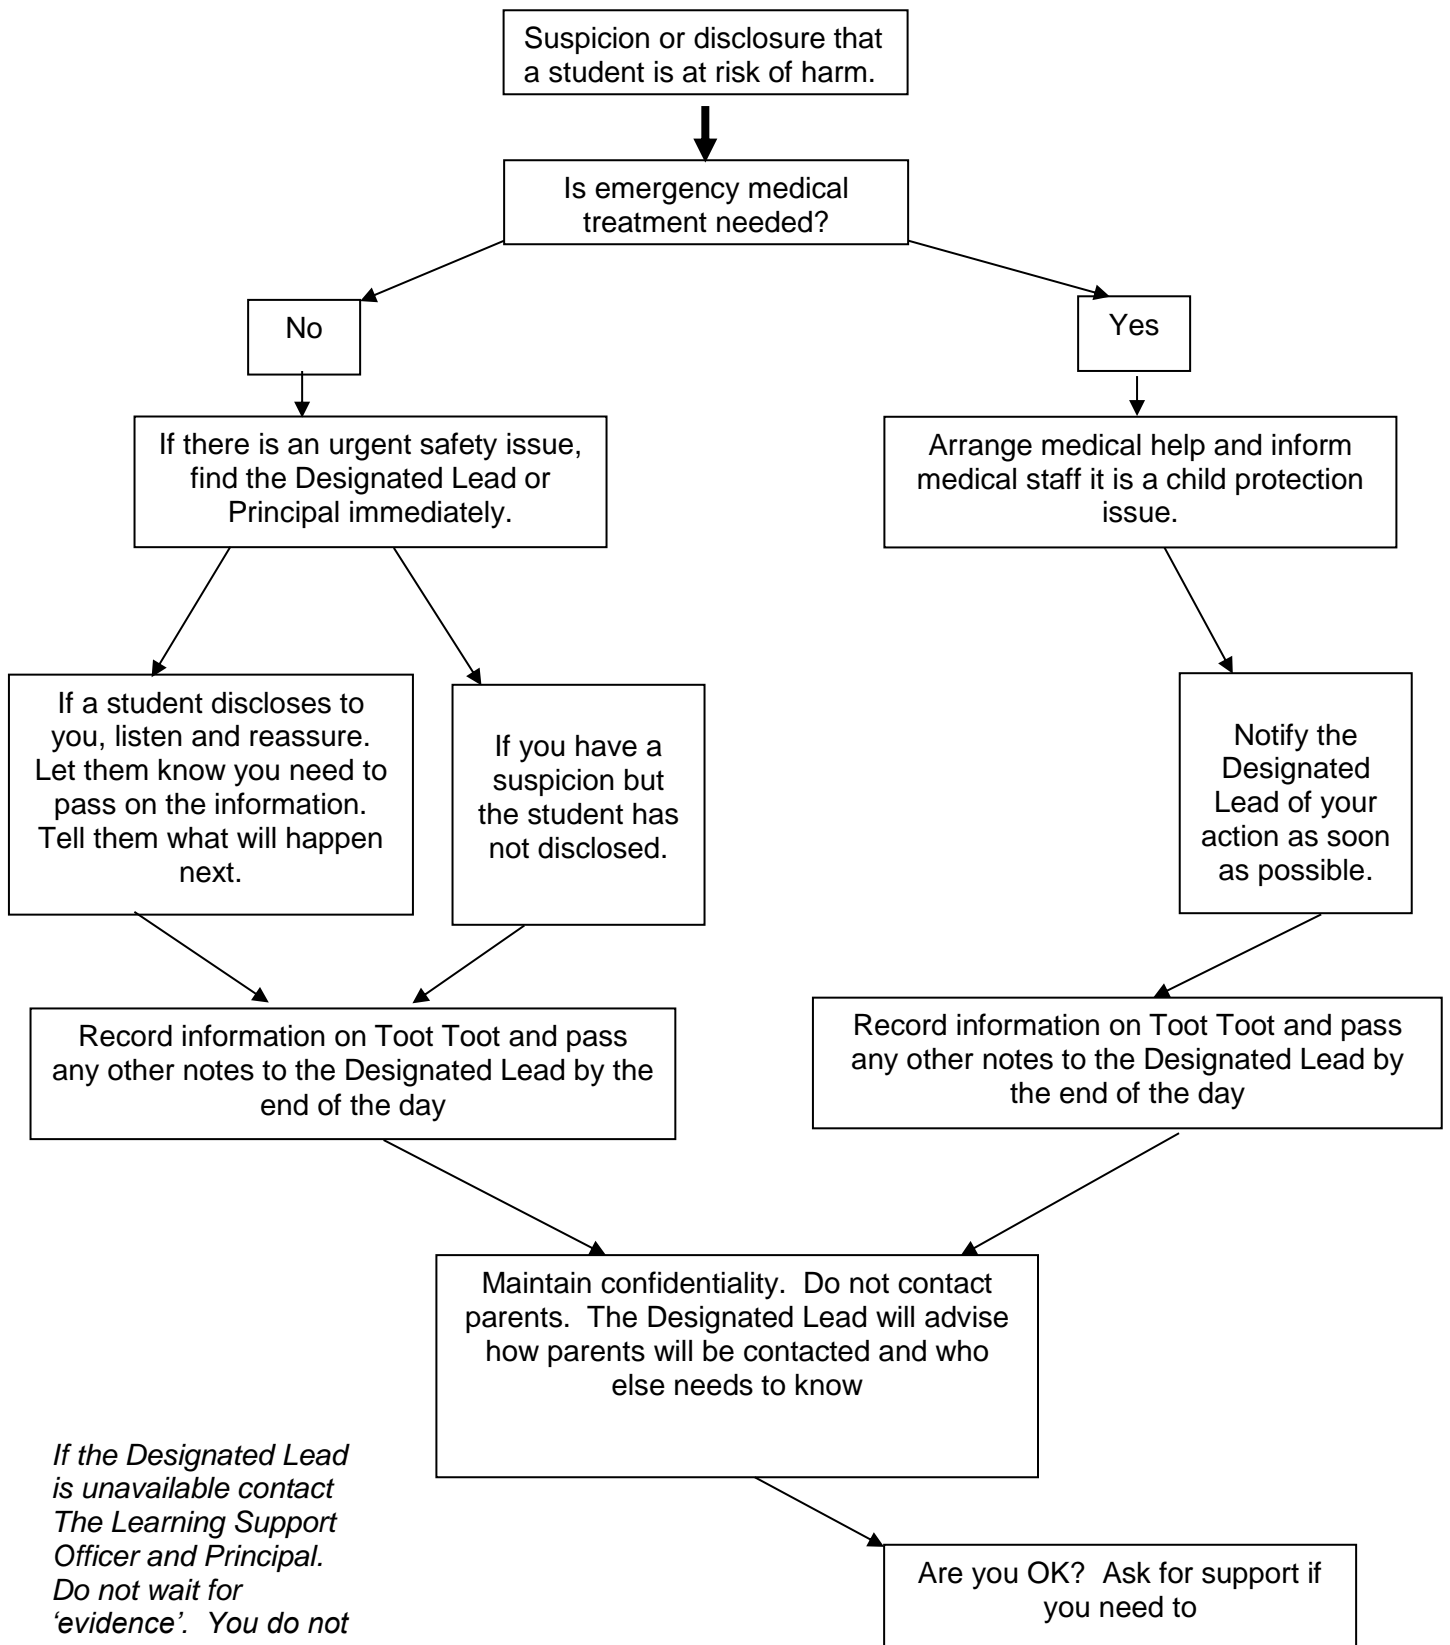 Suspicion or disclosure that
a student is at risk of harm.
Is emergency medical
treatment needed?
No
Yes
If there is an urgent safety issue,
find the Designated Lead or
Principal immediately.
Arrange medical help and inform
medical staff it is a child protection
issue.
If a student discloses to
you, listen and reassure.
Let them know you need to
pass on the information.
Tell them what will happen
next.
If you have a
suspicion but
the student has
not disclosed.
Notify the
Designated
Lead of your
action as soon
as possible.
Record information on Toot Toot and pass
any other notes to the Designated Lead by the
end of the day
Record information on Toot Toot and pass
any other notes to the Designated Lead by
the end of the day
Maintain confidentiality.  Do not contact
parents.  The Designated Lead will advise
how parents will be contacted and who
else needs to know
If the Designated Lead
is unavailable contact
The Learning Support
Officer and Principal.
Do not wait for
‘evidence’.  You do not
Are you OK?  Ask for support if
you need to